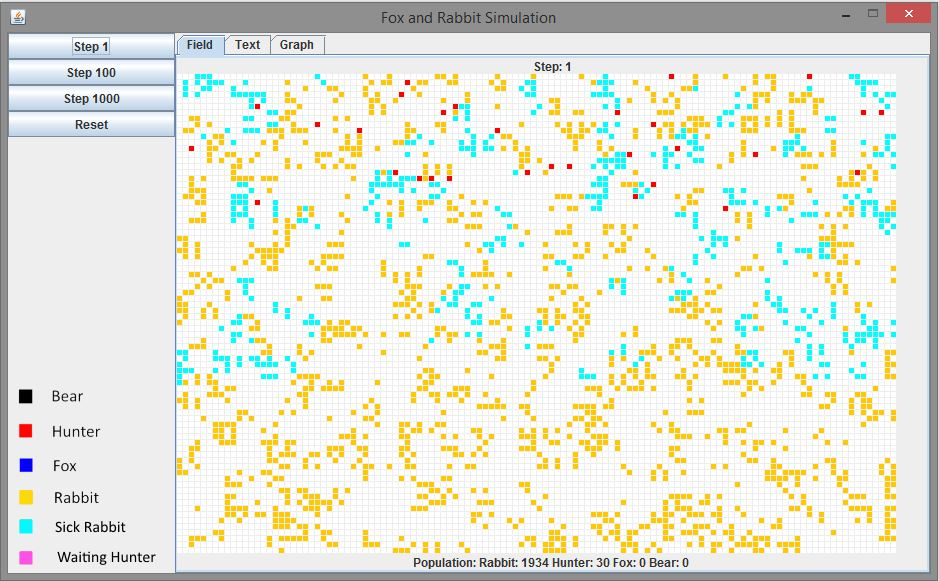 Fox and Rabbit Simulation
Step 1
Step 100
Step 1000
Reset
Field
Text
Graph
Step: 1
Bear
Hunter
Fox
Rabbit
Sick Rabbit
Waiting Hunter
Population: Rabbit: 1934 Hunter: 30 Fox: 0 Bear: 0